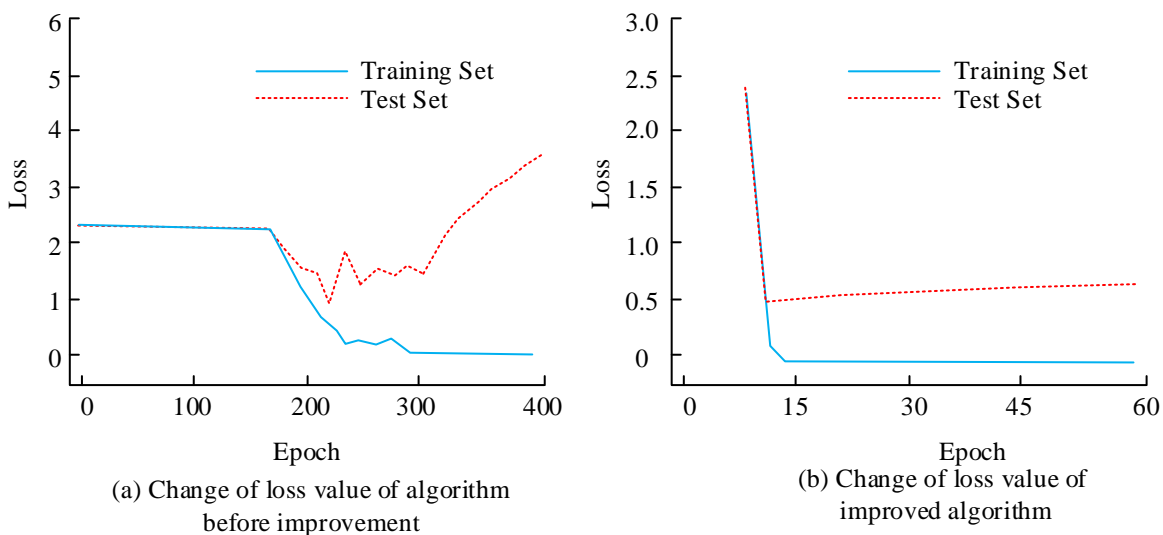 6
5
4
3
2
1
0
Loss
Training Set
Test Set
0
100
200
300
400
Epoch
(a) Change of loss value of algorithm
before improvement
3.0
2.5
2.0
1.5
1.0
0.5
0
Loss
Training Set
Test Set
0
15
30
45
60
Epoch
(b) Change of loss value of
improved algorithm